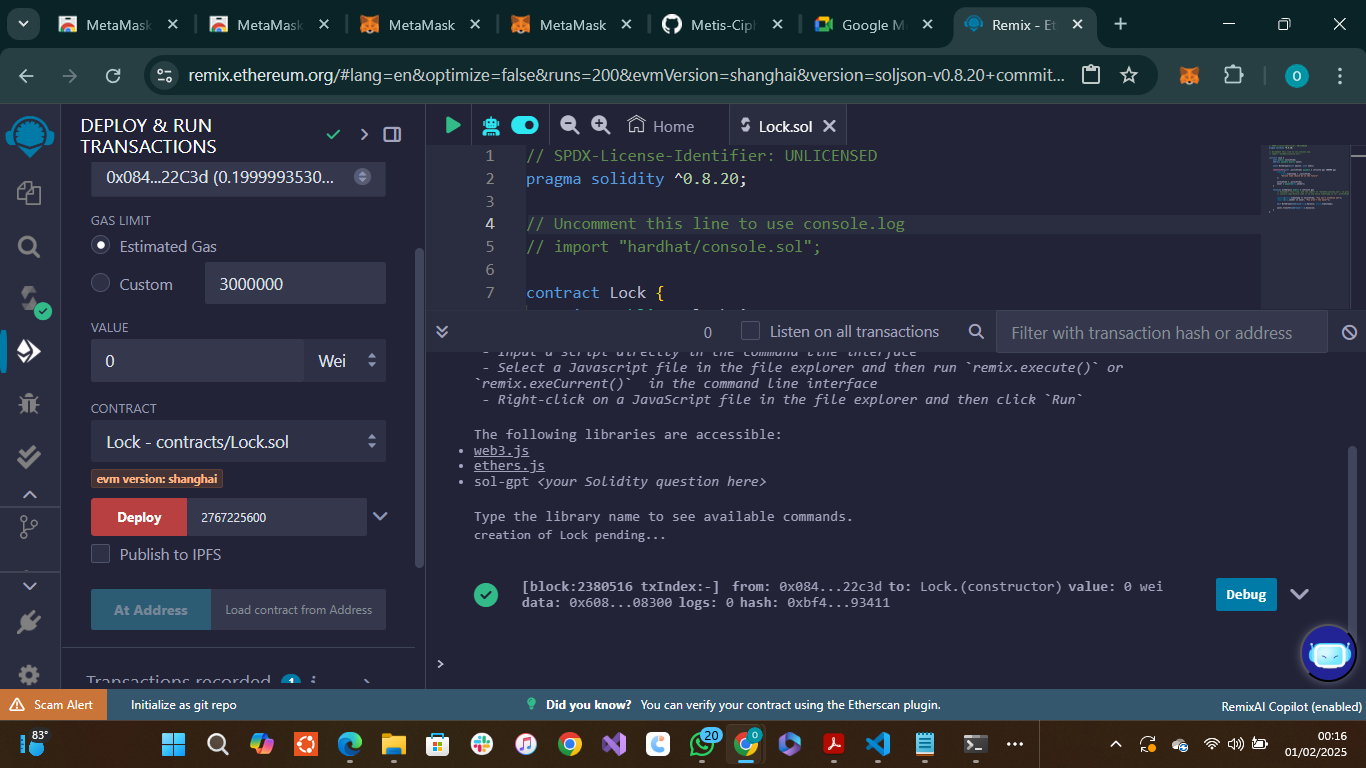 MetaMask
MetaMask
MetaMask
MetaMask
Metis-Ciph
Google M
Remix - Et
remix.ethereum.org/#lang=en&optimize=false&runs=200&evmVersion=shanghai&version=soljson-v0.8.20+commit...
O
DEPLOY & RUN
TRANSACTIONS
0x084...22C3d (0.1999993530...
GAS LIMIT
Estimated Gas
Custom
3000000
VALUE
0
Wei
CONTRACT
Lock - contracts/Lock.sol
evm version: shanghai
Deploy
2767225600
Publish to IPFS
At Address
Load contract from Address
Transactions recorded 1 i
Home
Lock.sol
1 // SPDX-License-Identifier: UNLICENSED
2 pragma solidity ^0.8.20;
3
4 // Uncomment this line to use console.log
5 // import "hardhat/console.sol";
6
7 contract Lock {
0
Listen on all transactions
Filter with transaction hash or address
- Input a script directly in the command line interface
- Select a Javascript file in the file explorer and then run `remix.execute()` or
`remix.exeCurrent()` in the command line interface
- Right-click on a JavaScript file in the file explorer and then click `Run`
The following libraries are accessible:
• web3.js
• ethers.js
• sol-gpt <your Solidity question here>
Type the library name to see available commands.
creation of Lock pending...
[block:2380516 txIndex:-] from: 0x084...22c3d to: Lock.(constructor) value: 0 wei
data: 0x608...08300 logs: 0 hash: 0xbf4...93411
Debug
>
Scam Alert
Initialize as git repo
Did you know? You can verify your contract using the Etherscan plugin.
RemixAI Copilot (enabled)
83°
20
00:16
01/02/2025